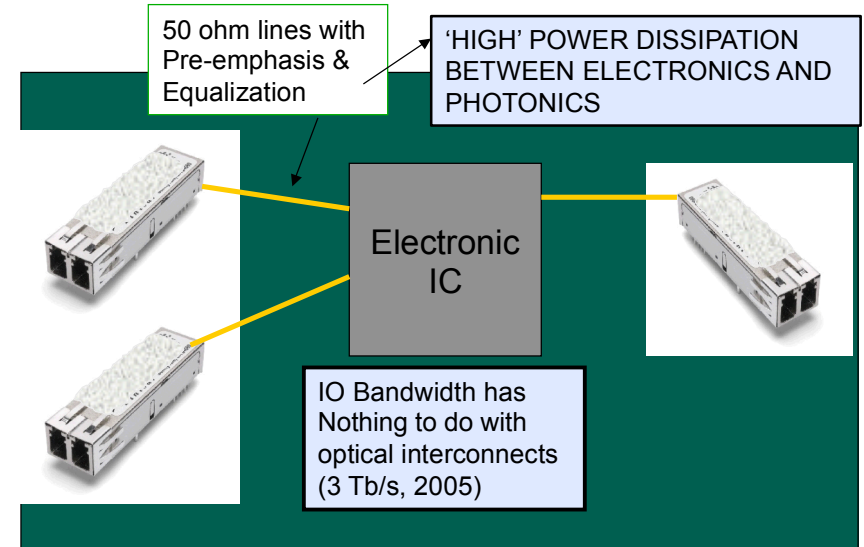 50 ohm lines with
Pre-emphasis &
Equalization
‘HIGH’ POWER DISSIPATION
BETWEEN ELECTRONICS AND
PHOTONICS
Electronic
IC
IO Bandwidth has
Nothing to do with
optical interconnects
(3 Tb/s, 2005)